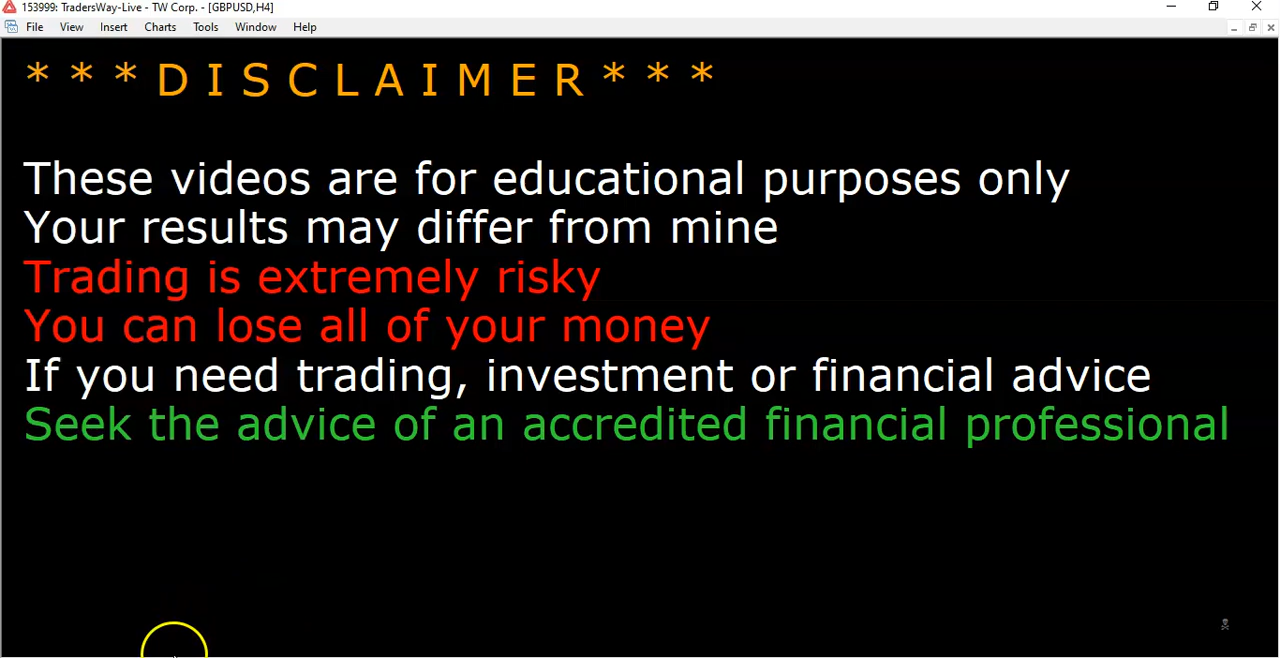 153999: TradersWay-Live - TW Corp. - [GBPUSD,H4]
File View Insert Charts Tools Window Help
* * * D I S C L A I M E R * * *
These videos are for educational purposes only
Your results may differ from mine
Trading is extremely risky
You can lose all of your money
If you need trading, investment or financial advice
Seek the advice of an accredited financial professional